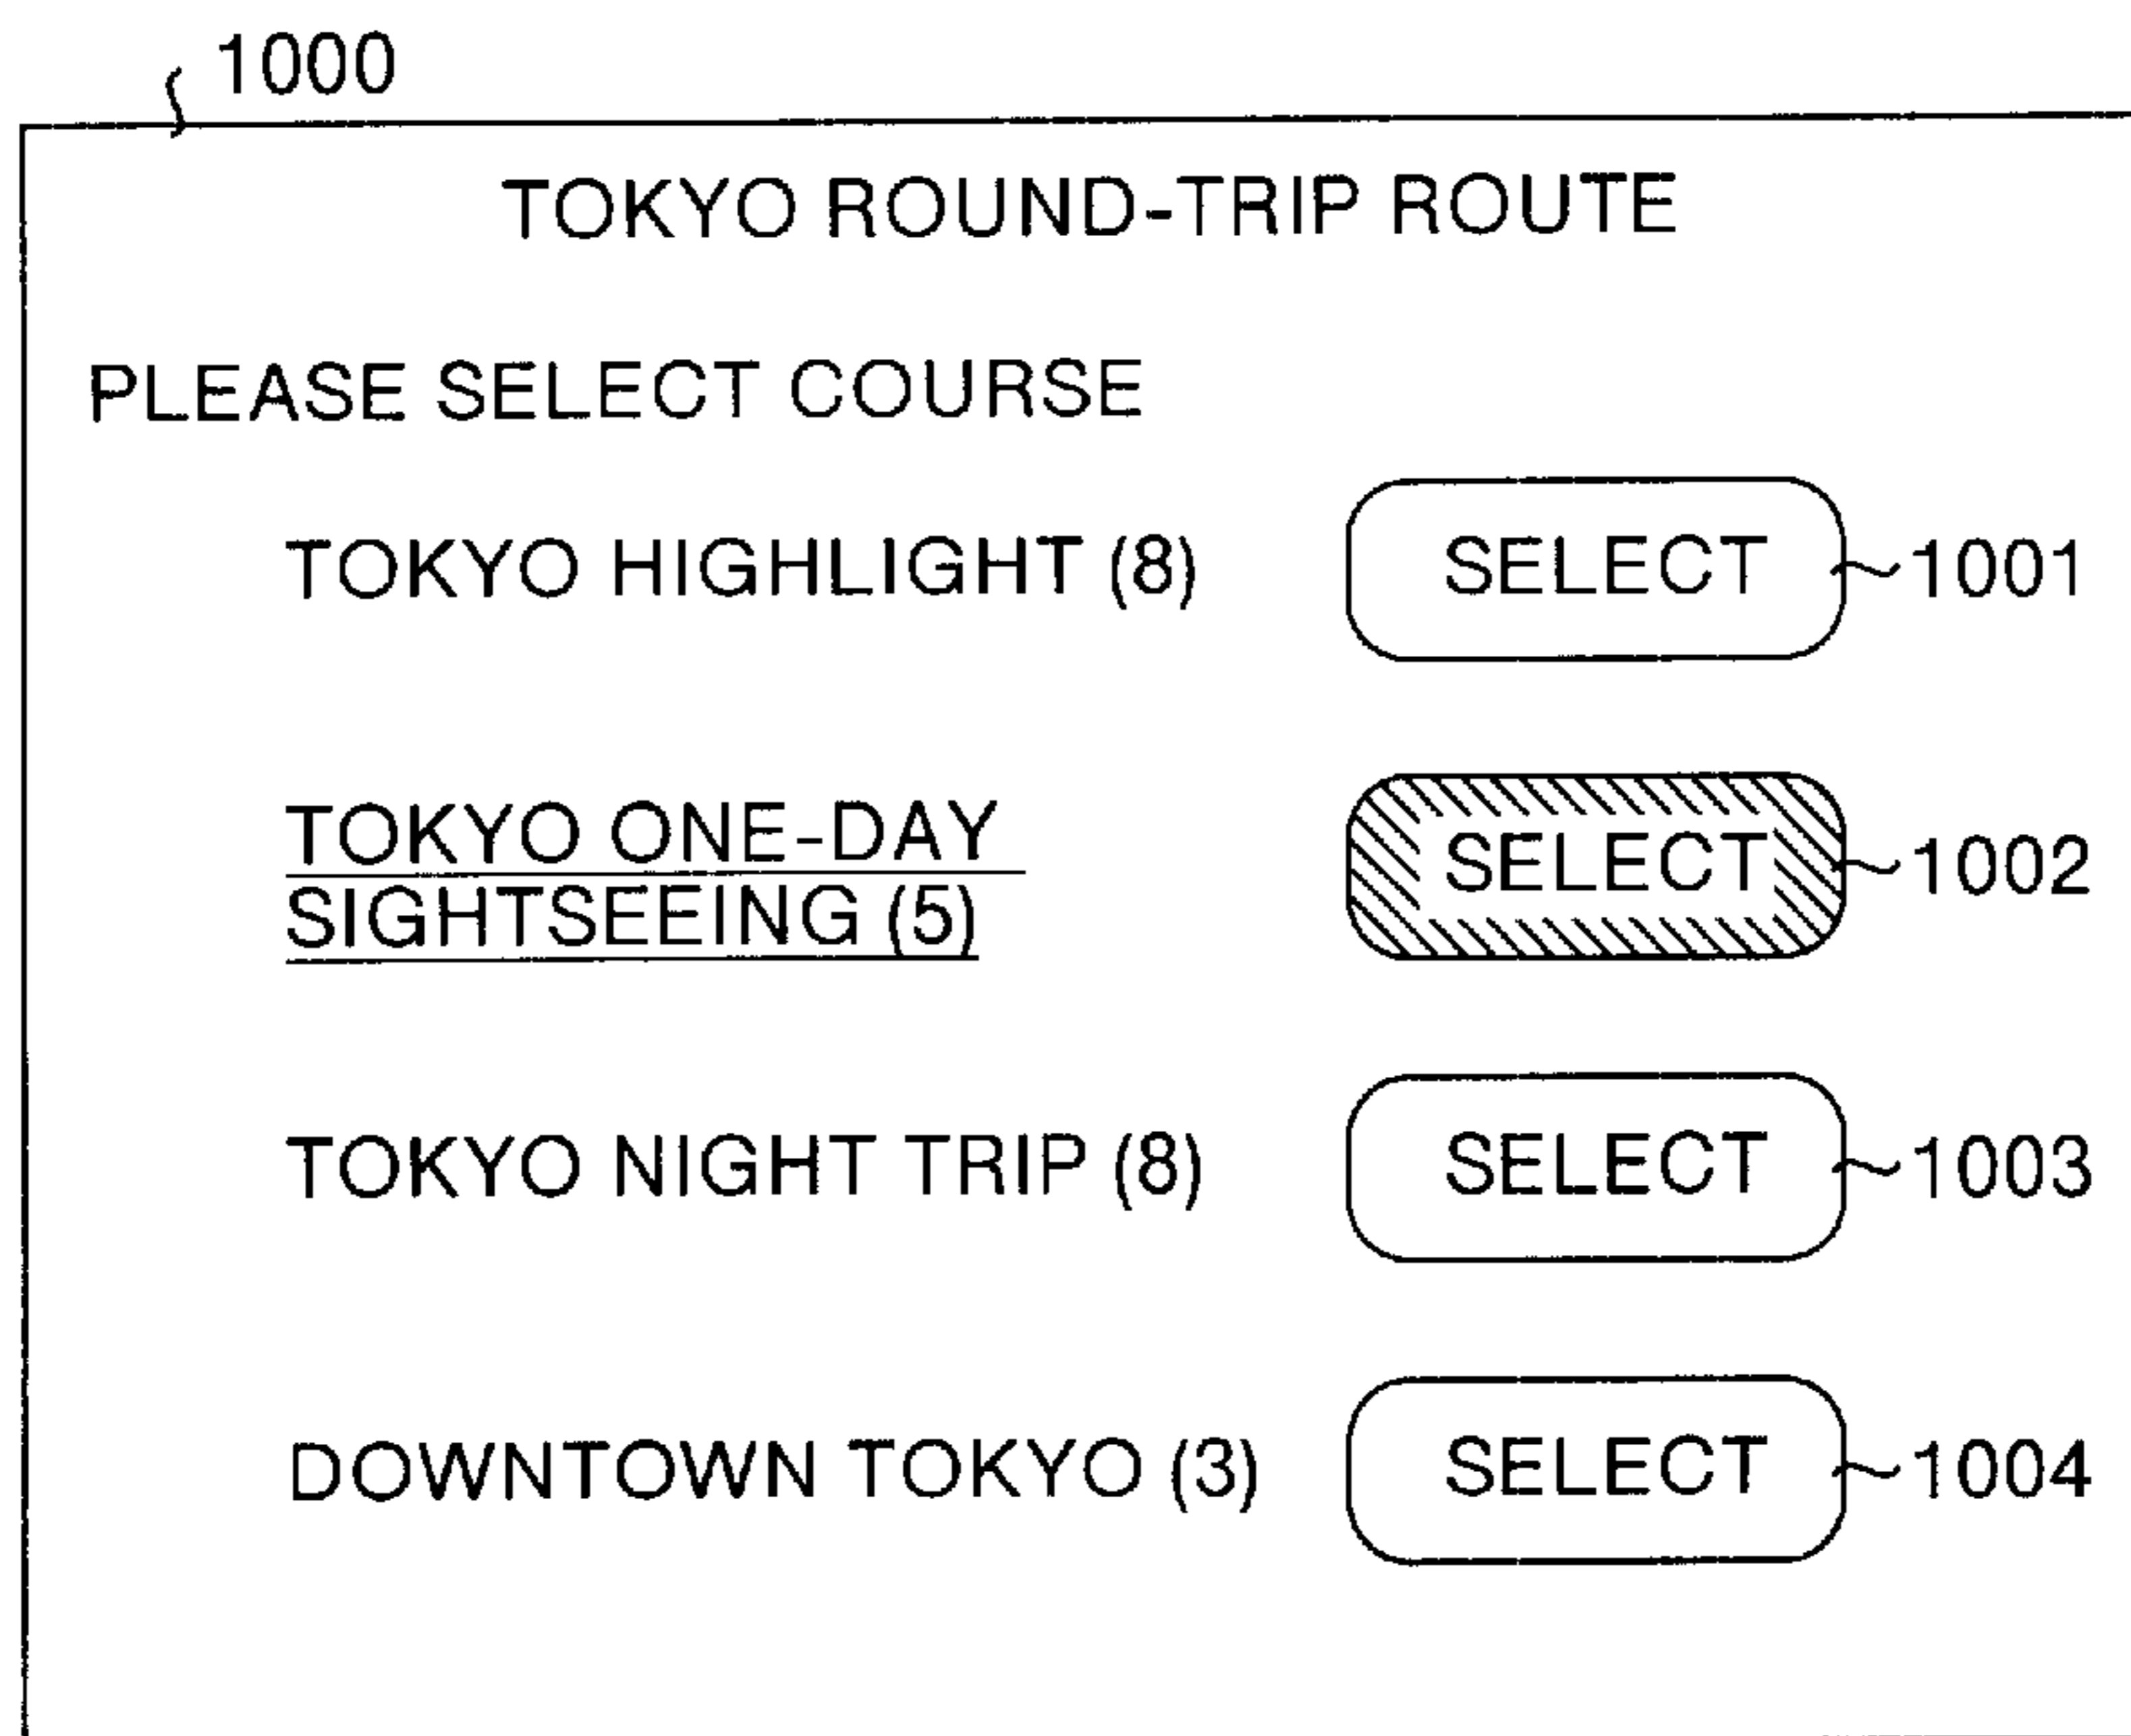 1000
TOKYO ROUND-TRIP ROUTE
PLEASE SELECT COURSE
TOKYO HIGHLIGHT (8) SELECT 1001
TOKYO ONE-DAY
SIGHTSEEING (5) SELECT 1002
TOKYO NIGHT TRIP (8) SELECT 1003
DOWNTOWN TOKYO (3) SELECT 1004